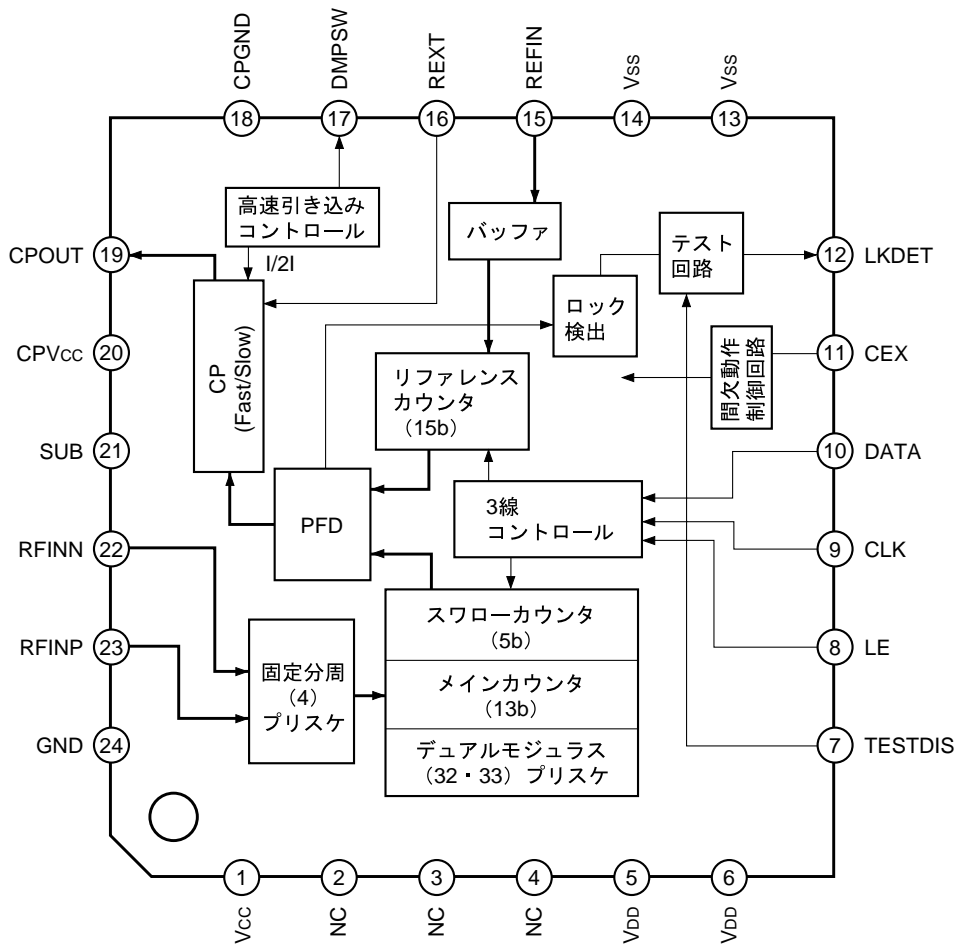 CPGND
DMPSW
REXT
REFIN
VSS
VSS
18
17
16
15
14
13
高速引き込み
コントロール
バッファ
テスト
回路
CPOUT
19
I/2I
12
LKDET
ロック
検出
CPVCC
20
CP
(Fast/Slow)
リファレンス
カウンタ
(15b)
間欠動作
制御回路
11
CEX
SUB
21
10
DATA
PFD
3線
コントロール
RFINN
22
9
CLK
スワローカウンタ
(5b)
RFINP
23
固定分周
(4)
プリスケ
メインカウンタ
(13b)
8
LE
GND
24
デュアルモジュラス
(32・33) プリスケ
7
TESTDIS
1
2
3
4
5
6
VCC
NC
NC
NC
VDD
VDD